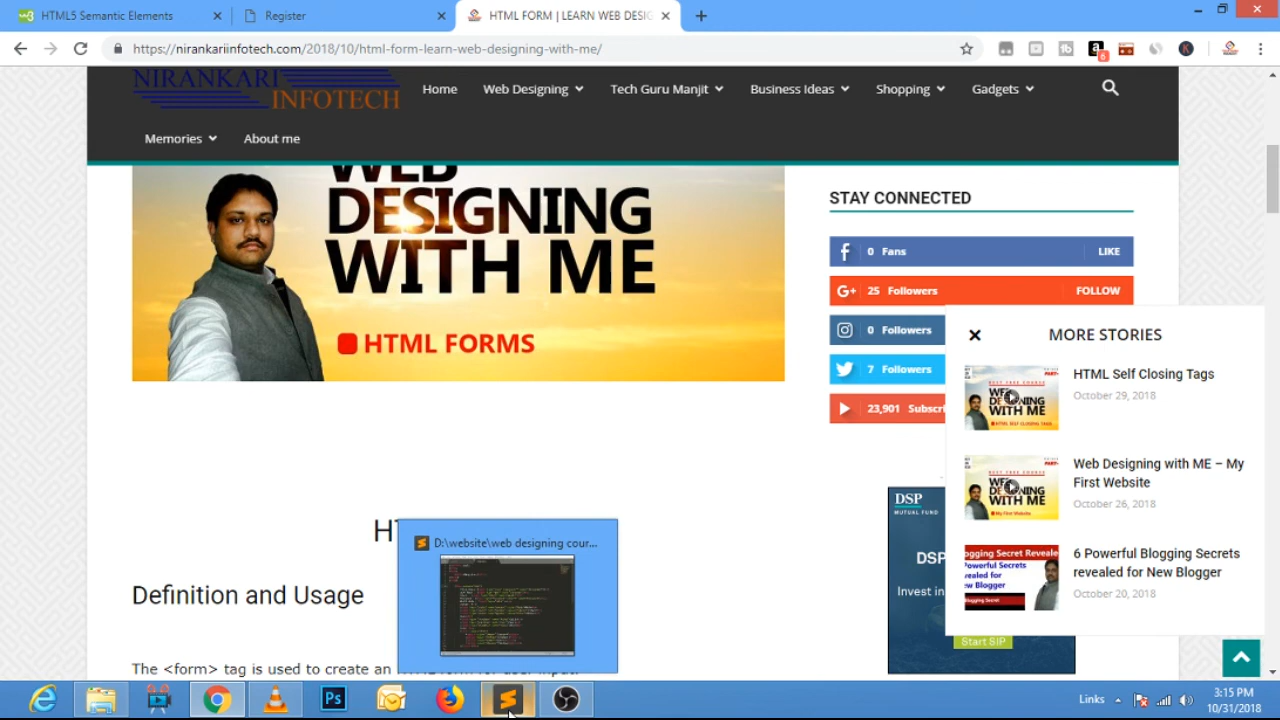 HTML5 Semantic Elements
Register
HTML FORM | LEARN WEB DESIG
https://nirankariinfotech.com/2018/10/html-form-learn-web-designing-with-me/
NIRANKARI
INFOTECH
Home
Web Designing
Tech Guru Manjit
Business Ideas
Shopping
Gadgets
Memories
About me
WEB
DESIGNING
WITH ME
HTML FORMS
STAY CONNECTED
0 Fans LIKE
25 Followers FOLLOW
0 Followers
7 Followers
23,901 Subscri
MORE STORIES
HTML Self Closing Tags
October 29, 2018
Web Designing with ME – My
First Website
October 26, 2018
6 Powerful Blogging Secrets
revealed for New Blogger
October 20, 2018
DSP
MUTUAL FUND
DSP
Invest in
Start SIP
HT
D:\website\web designing cour...
Definition and Usage
The <form> tag is used to create an
Links
3:15 PM
10/31/2018